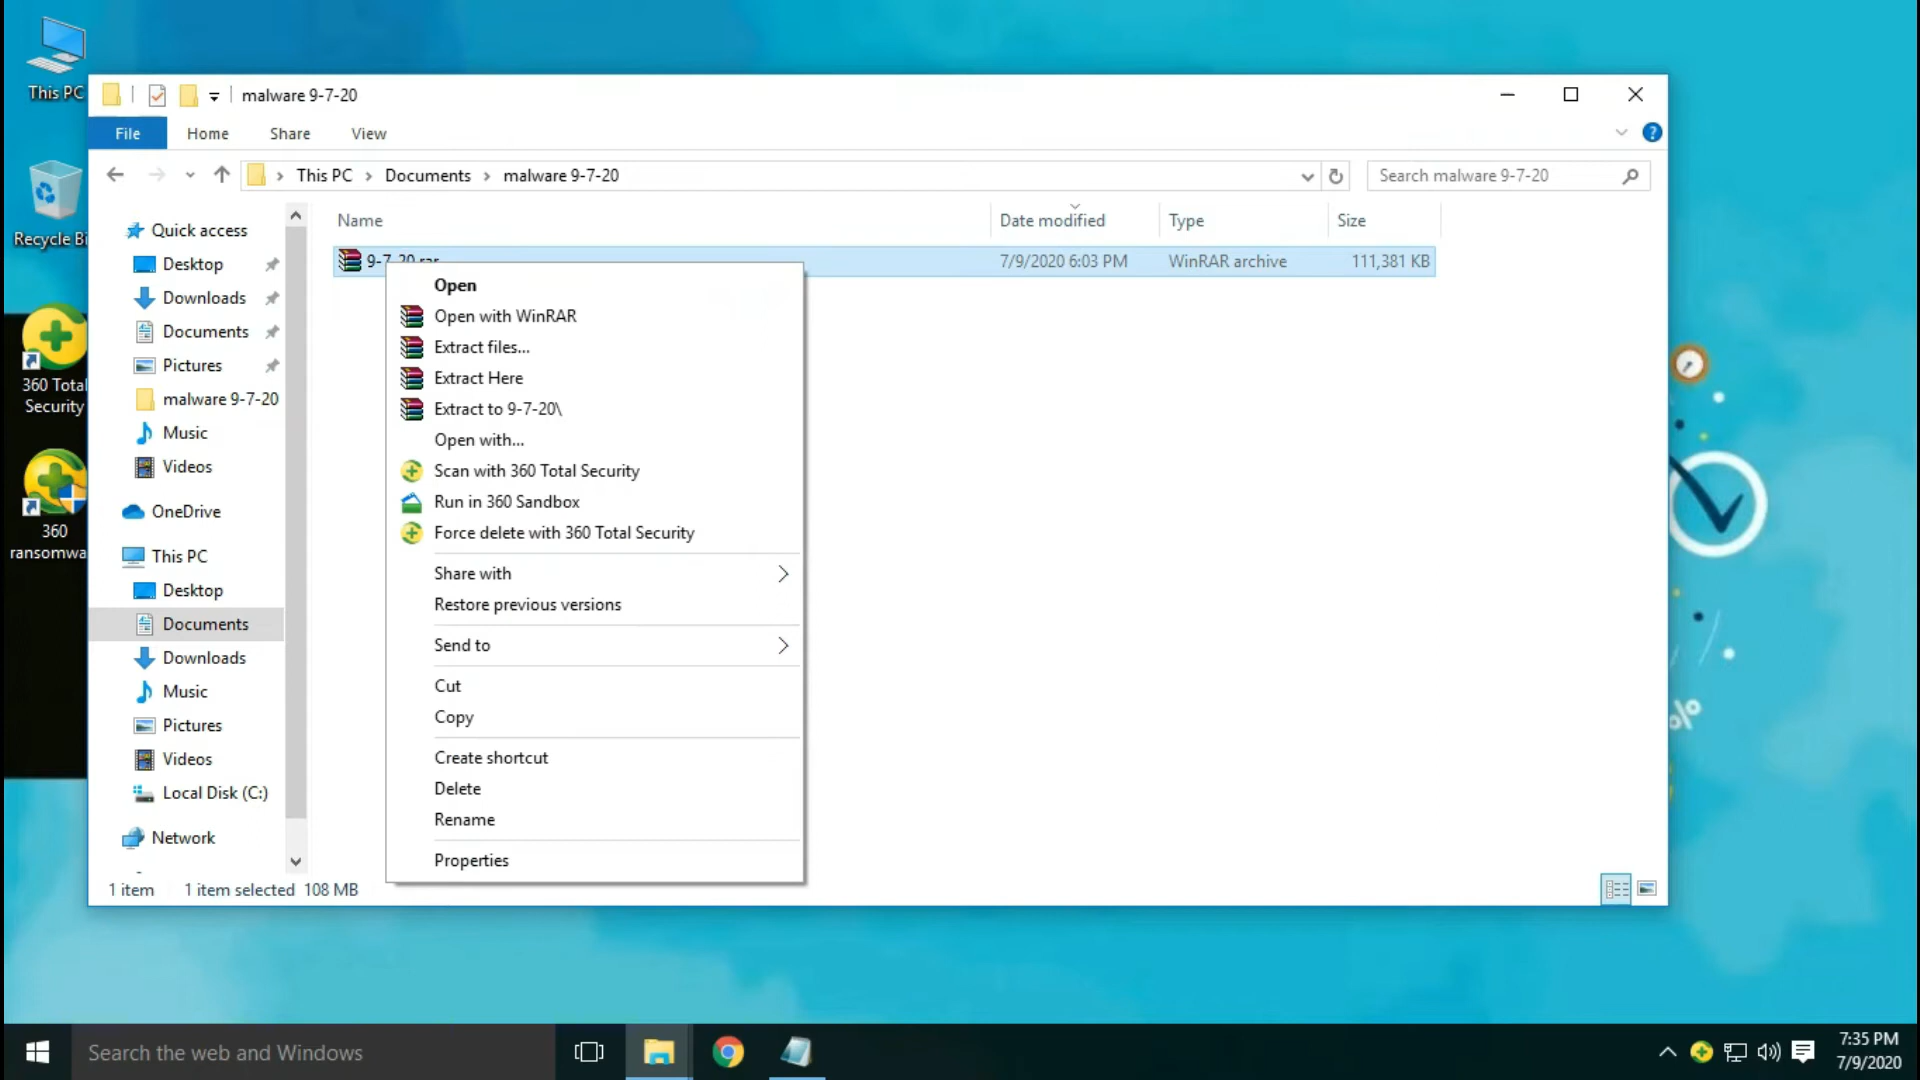 This PC
Recycle Bi
360 Total
Security
360
ransomwa
malware 9-7-20
File
Home
Share
View
This PC
Documents
malware 9-7-20
Search malware 9-7-20
Name
Date modified
Type
Size
9-7-20.rar
7/9/2020 6:03 PM
WinRAR archive
111,381 KB
Quick access
Desktop
Downloads
Documents
Pictures
malware 9-7-20
Music
Videos
OneDrive
This PC
Desktop
Documents
Downloads
Music
Pictures
Videos
Local Disk (C:)
Network
Open
Open with WinRAR
Extract files...
Extract Here
Extract to 9-7-20\
Open with...
Scan with 360 Total Security
Run in 360 Sandbox
Force delete with 360 Total Security
Share with
Restore previous versions
Send to
Cut
Copy
Create shortcut
Delete
Rename
Properties
1 item
1 item selected 108 MB
%
Search the web and Windows
7:35 PM
7/9/2020